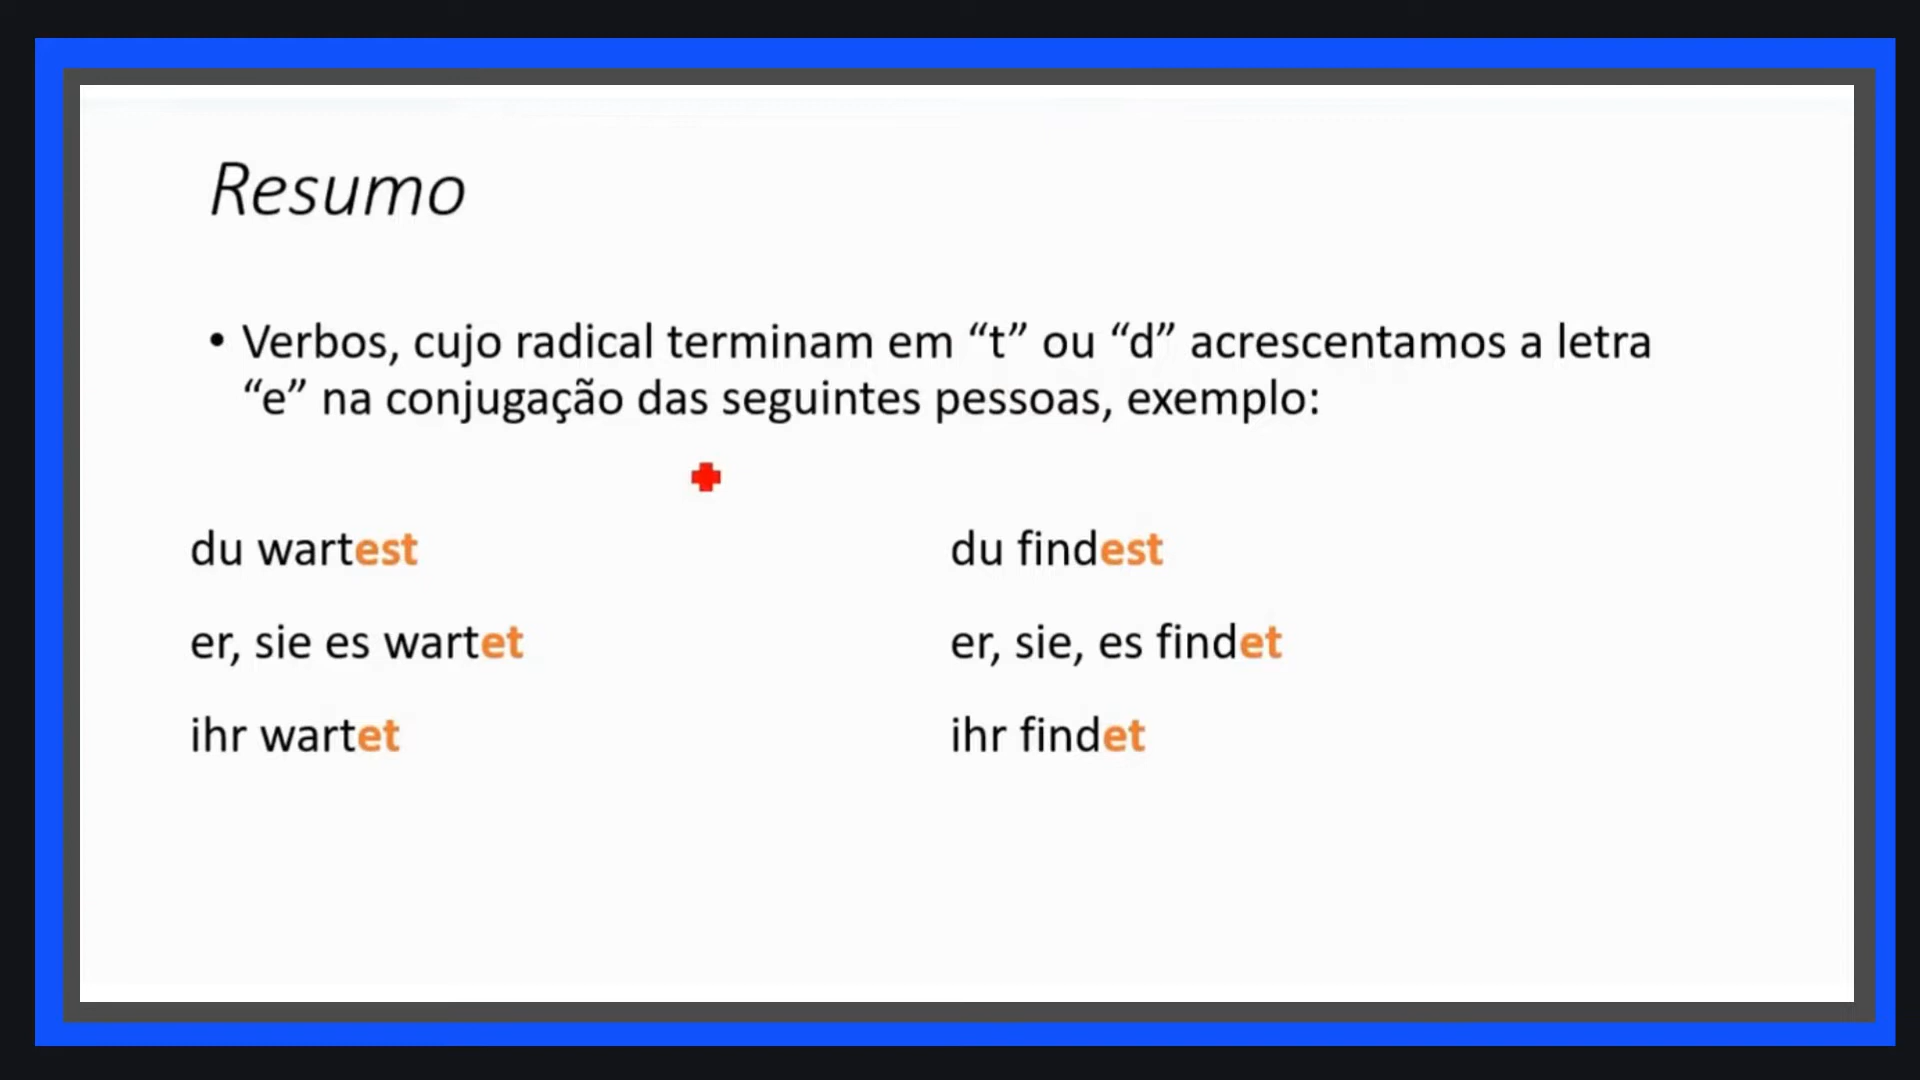 Resumo
• Verbos, cujo radical terminam em “t” ou “d” acrescentamos a letra
“e” na conjugação das seguintes pessoas, exemplo:
du wartest
er, sie es wartet
ihr wartet
du findest
er, sie, es findet
ihr findet